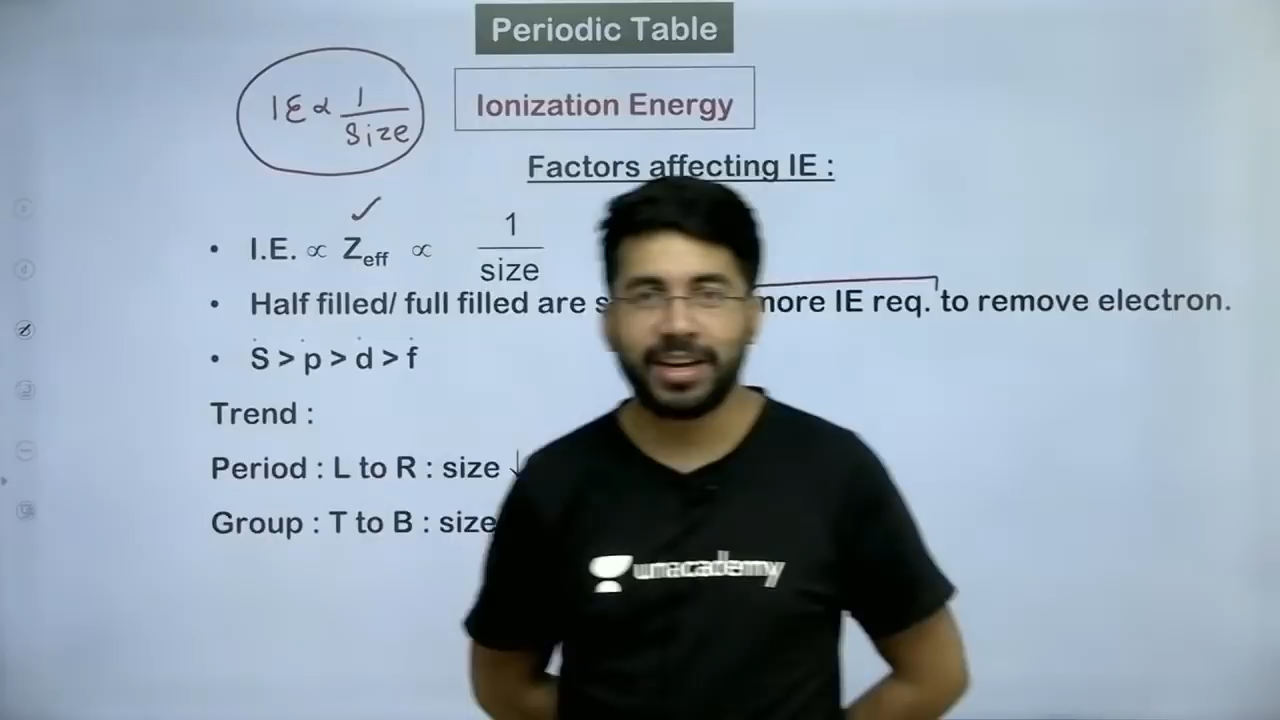 Periodic Table
IE ∝ 1/Size
Ionization Energy
Factors affecting IE :
• I.E. ∝ Zeff ∝ 1/size
• Half filled/ full filled are more IE req. to remove electron.
• S > p > d > f
Trend :
Period : L to R : size ↓
Group : T to B : size
unacademy